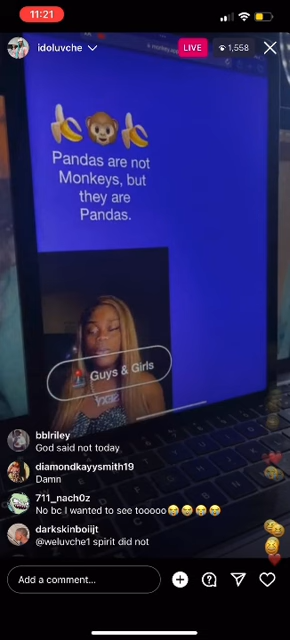 11:21
idoluvche
LIVE
1,558
Pandas are not
Monkeys, but
they are
Pandas.
Guys & Girls
bblriley
God said not today
diamondkayysmith19
Damn
711_nach0z
No bc I wanted to see tooooo😭😭😭😭
darkskinboiijt
@weluvche1 spirit did not
Add a comment...